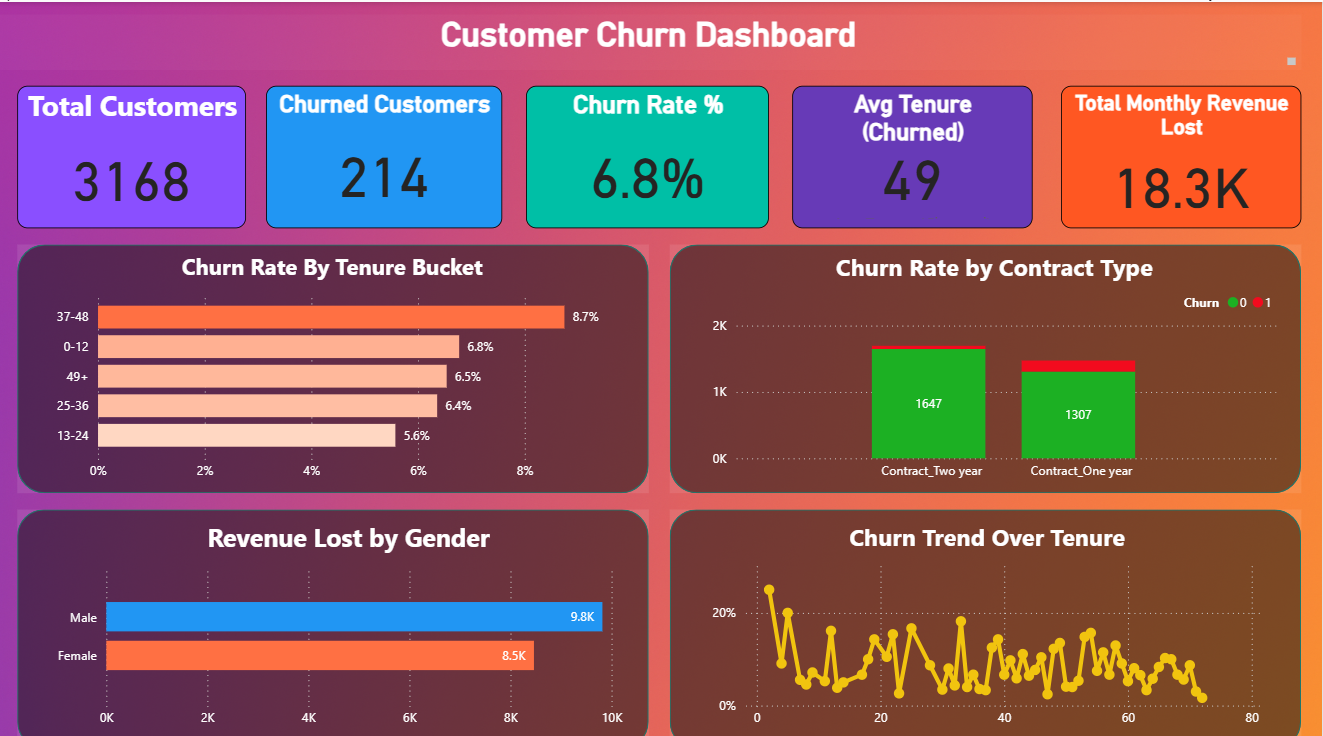 Customer Churn Dashboard
Total Customers
3168
Churned Customers
214
Churn Rate %
6.8%
Avg Tenure
(Churned)
49
Total Monthly Revenue
Lost
18.3K
Churn Rate By Tenure Bucket
37-48
8.7%
0-12
6.8%
49+
6.5%
25-36
6.4%
13-24
5.6%
0%
2%
4%
6%
8%
Churn Rate by Contract Type
Churn 0 1
2K
1K
0K
1647
1307
Contract_Two year
Contract_One year
Revenue Lost by Gender
Male
9.8K
Female
8.5K
0K
2K
4K
6K
8K
10K
Churn Trend Over Tenure
20%
0%
0
20
40
60
80